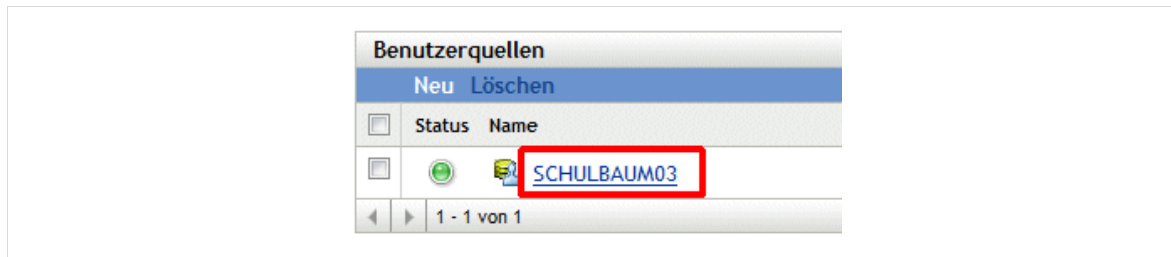 Benutzerquellen
Neu Löschen
Status Name
SCHULBAUM03
1 - 1 von 1